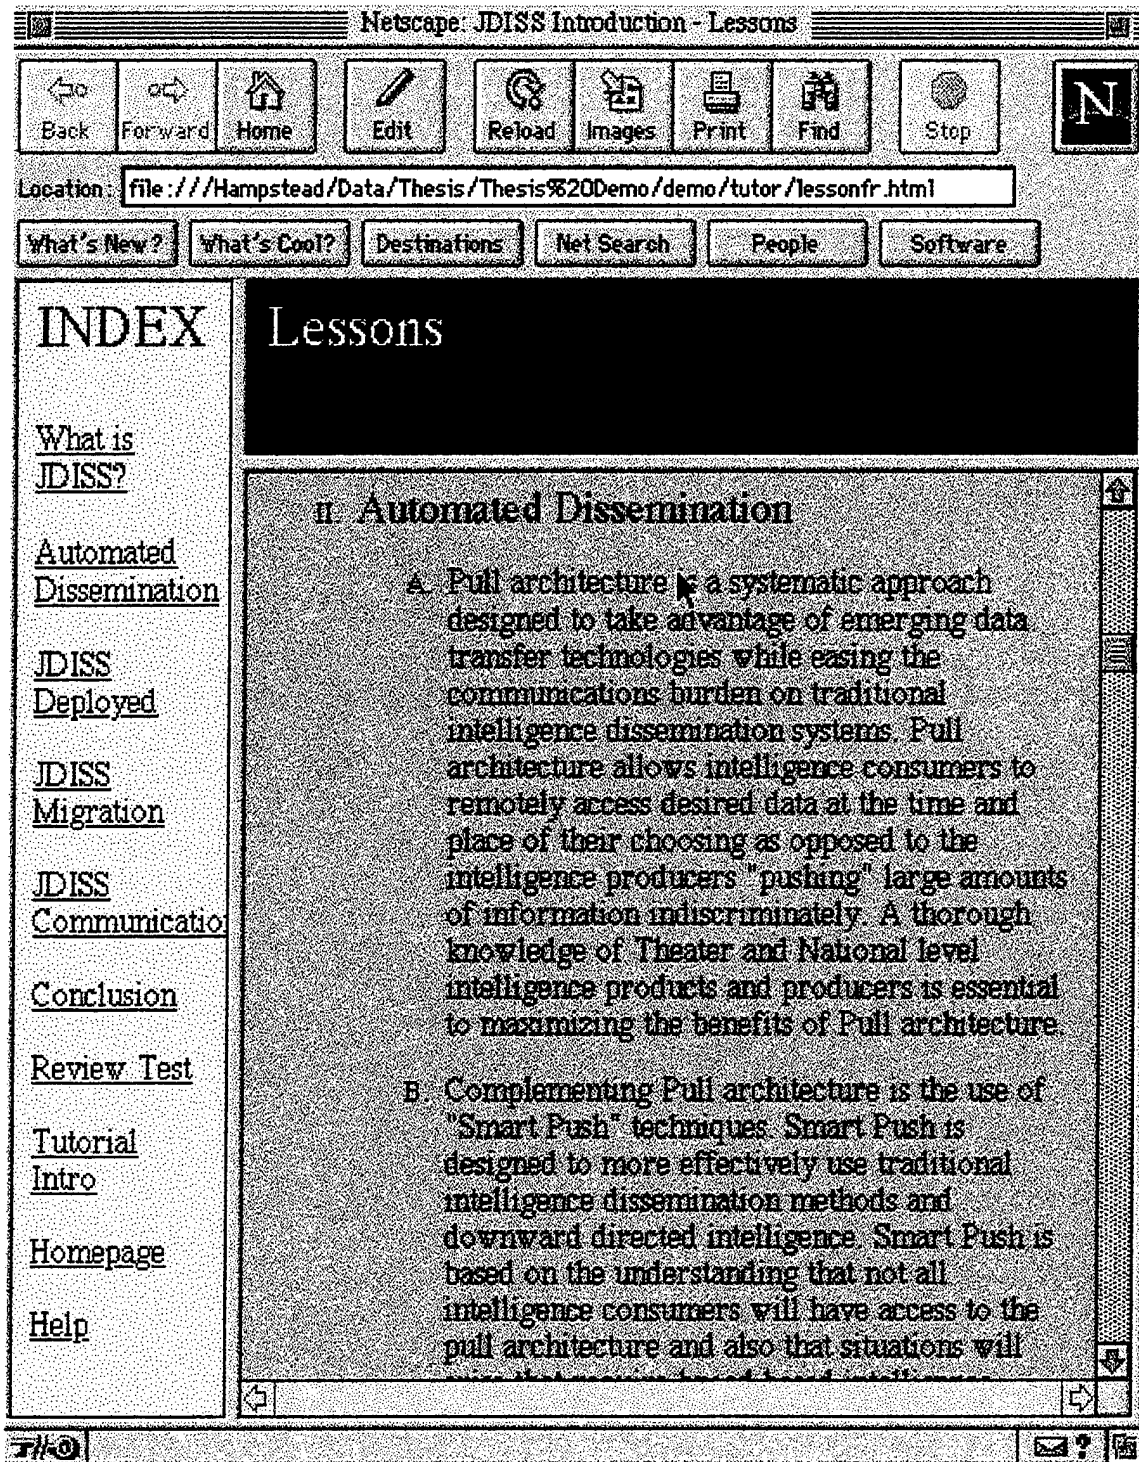 Netscape: JDISS Introduction - Lessons
Back Forward Home Edit Reload Images Print Find Stop N
Location: file:///Hampstead/Data/Thesis/Thesis%20Demo/demo/tutor/lessonfr.html
What's New? What's Cool? Destinations Net Search People Software
INDEX
What is
JDISS?
Automated
Dissemination
JDISS
Deployed
JDISS
Migration
JDISS
Communicatio
Conclusion
Review Test
Tutorial
Intro
Homepage
Help
Lessons
II. Automated Dissemination
A. Pull architecture is a systematic approach
designed to take advantage of emerging data
transfer technologies while easing the
communications burden on traditional
intelligence dissemination systems. Pull
architecture allows intelligence consumers to
remotely access desired data at the time and
place of their choosing as opposed to the
intelligence producers "pushing" large amounts
of information indiscriminately. A thorough
knowledge of Theater and National level
intelligence products and producers is essential
to maximizing the benefits of Pull architecture.
B. Complementing Pull architecture is the use of
"Smart Push" techniques. Smart Push is
designed to more effectively use traditional
intelligence dissemination methods and
downward directed intelligence. Smart Push is
based on the understanding that not all
intelligence consumers will have access to the
pull architecture and also that situations will
?